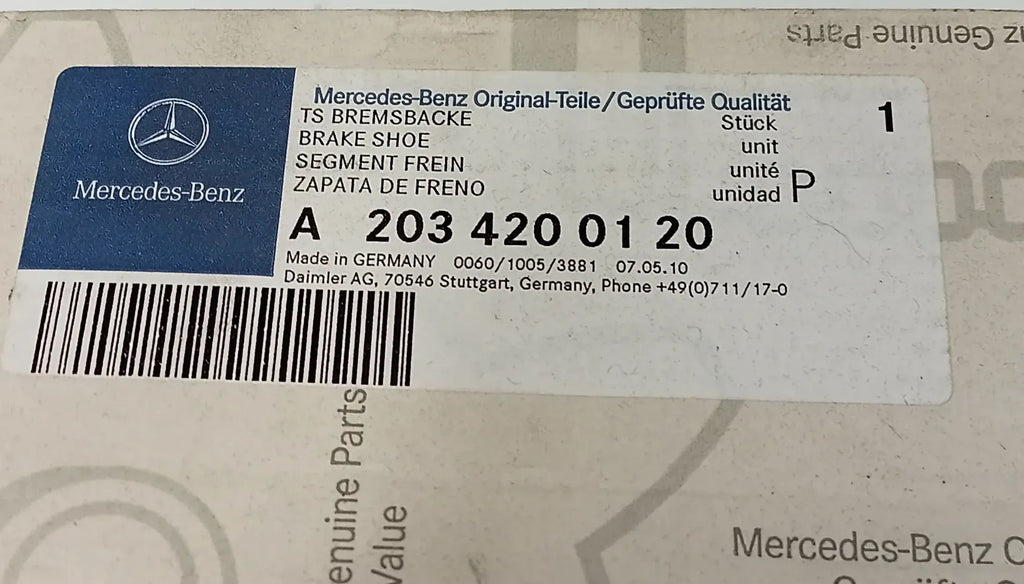 z Genuine Parts
Mercedes-Benz
Mercedes-Benz Original-Teile/Geprüfte Qualität
TS BREMSBACKE Stück 1
BRAKE SHOE unit
SEGMENT FREIN unité
ZAPATA DE FRENO unidad P
A 203 420 01 20
Made in GERMANY 0060/1005/3881 07.05.10
Daimler AG, 70546 Stuttgart, Germany, Phone +49(0)711/17-0
enuine Parts
Value
Mercedes-Benz O